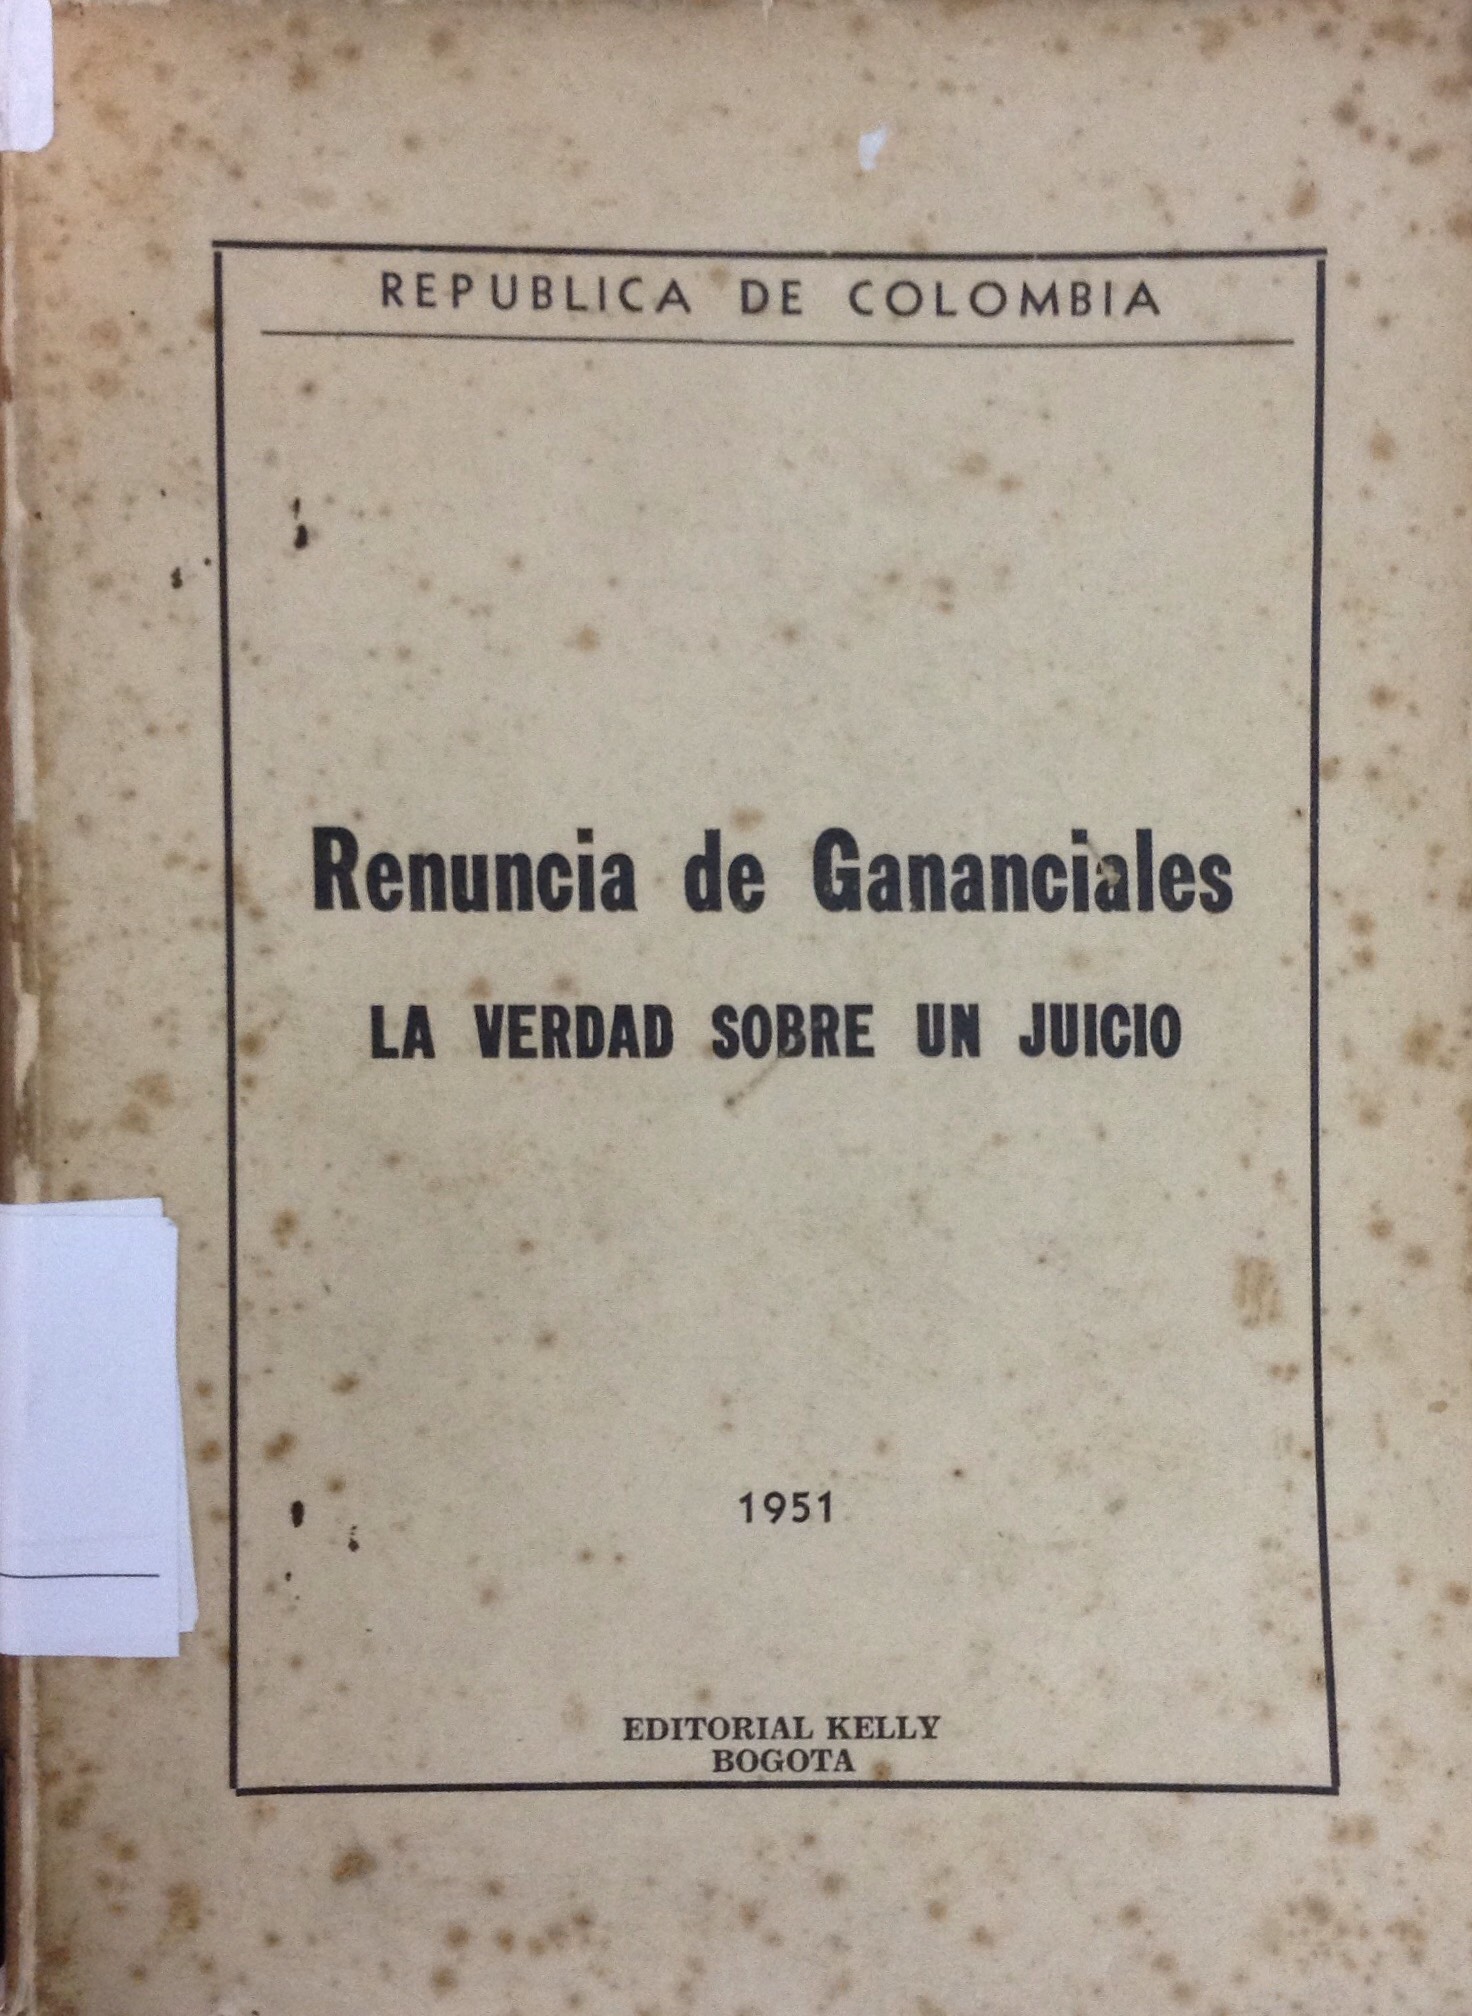 REPUBLICA DE COLOMBIA
Renuncia de Gananciales
LA VERDAD SOBRE UN JUICIO
1951
EDITORIAL KELLY
BOGOTA